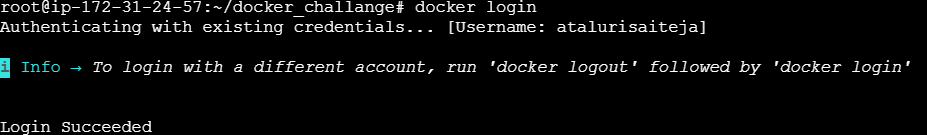 root@ip-172-31-24-57:~/docker_challange# docker login
Authenticating with existing credentials... [Username: atalurisaiteja]
i Info → To login with a different account, run 'docker logout' followed by 'docker login'
Login Succeeded